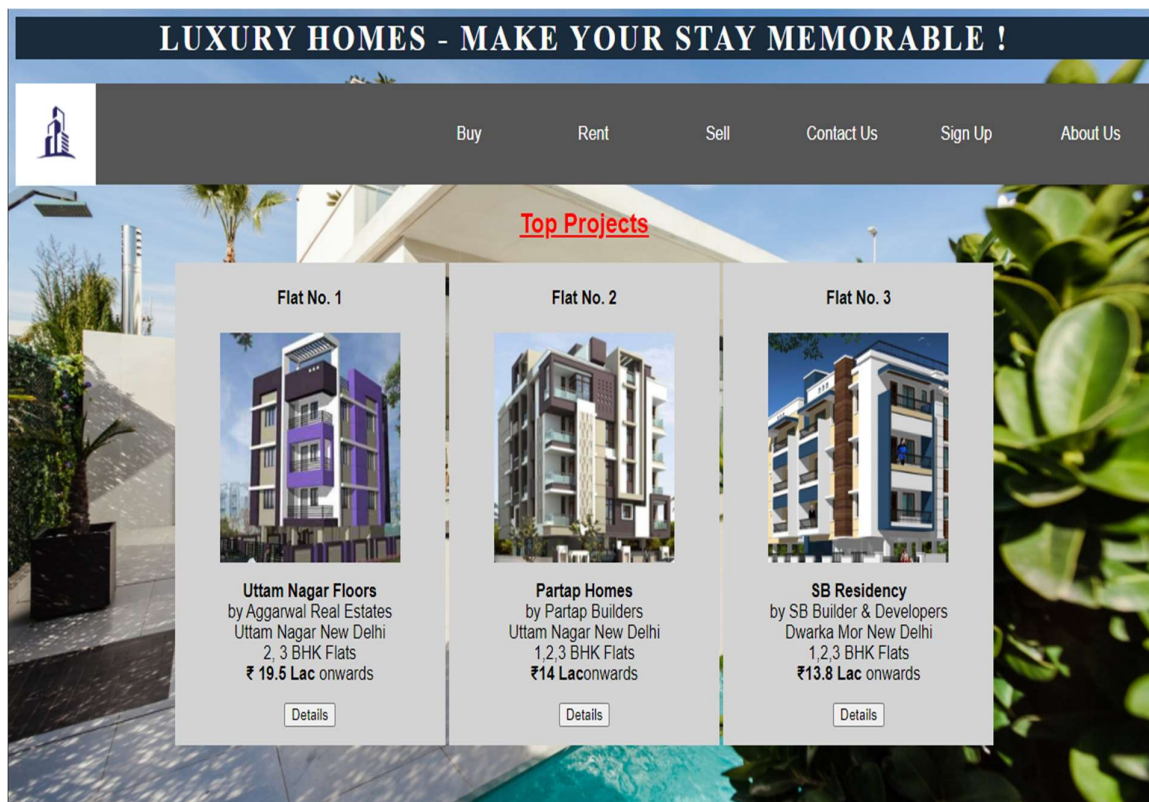 LUXURY HOMES - MAKE YOUR STAY MEMORABLE !
Buy Rent Sell Contact Us Sign Up About Us
Top Projects
Flat No. 1
Uttam Nagar Floors
by Aggarwal Real Estates
Uttam Nagar New Delhi
2, 3 BHK Flats
₹ 19.5 Lac onwards
Details
Flat No. 2
Partap Homes
by Partap Builders
Uttam Nagar New Delhi
1,2,3 BHK Flats
₹14 Laconwards
Details
Flat No. 3
SB Residency
by SB Builder & Developers
Dwarka Mor New Delhi
1,2,3 BHK Flats
₹13.8 Lac onwards
Details